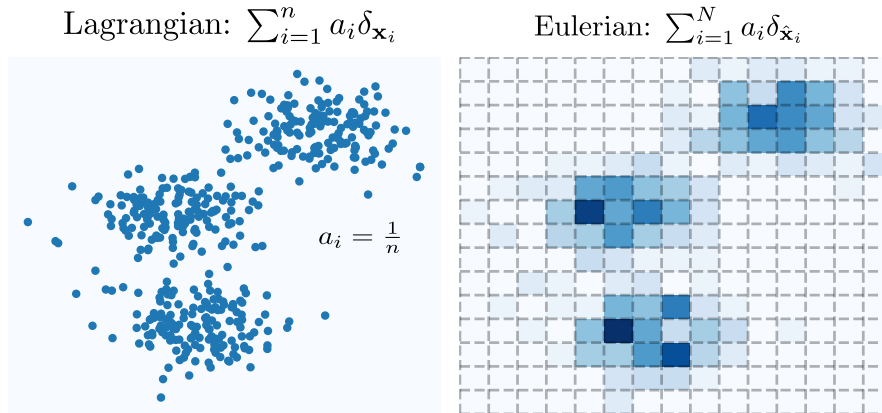 Lagrangian: $\sum_{i=1}^{n} a_i \delta_{\mathbf{x}_i}$
Eulerian: $\sum_{i=1}^{N} a_i \delta_{\hat{\mathbf{x}}_i}$
$a_i = \frac{1}{n}$